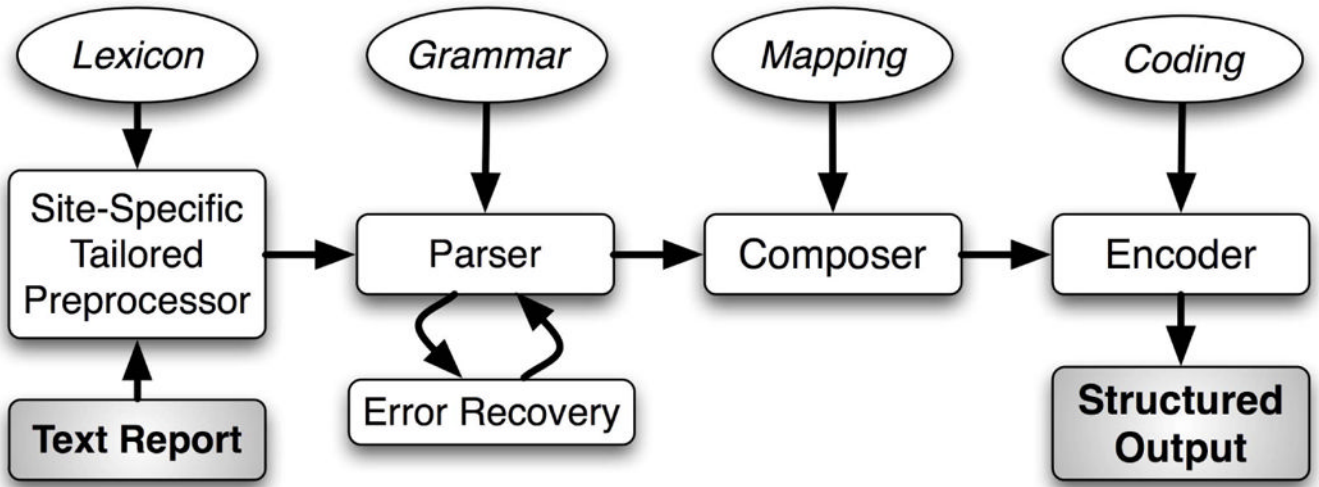 Lexicon
Grammar
Mapping
Coding
Site-Specific
Tailored
Preprocessor
Parser
Composer
Encoder
Error Recovery
Text Report
Structured
Output